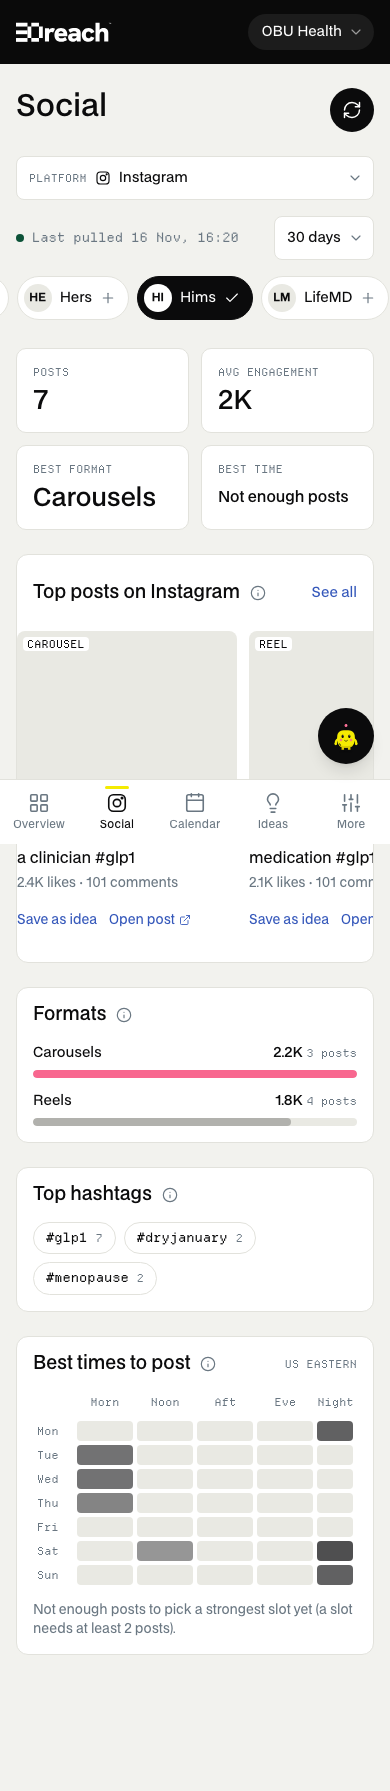 reach
OBU Health
Social
PLATFORM Instagram
Last pulled 16 Nov, 16:20
30 days
HE Hers
HI Hims
LM LifeMD
POSTS
7
AVG ENGAGEMENT
2K
BEST FORMAT
Carousels
BEST TIME
Not enough posts
Top posts on Instagram
See all
CAROUSEL
REEL
Overview
Social
Calendar
Ideas
More
a clinician #glp1
2.4K likes · 101 comments
Save as idea Open post
medication #glp1
2.1K likes · 101 comm
Save as idea Open
Formats
Carousels 2.2K 3 posts
Reels 1.8K 4 posts
Top hashtags
#glp1 7
#dryjanuary 2
#menopause 2
Best times to post
US EASTERN
Morn Noon Aft Eve Night
Mon
Tue
Wed
Thu
Fri
Sat
Sun
Not enough posts to pick a strongest slot yet (a slot
needs at least 2 posts).